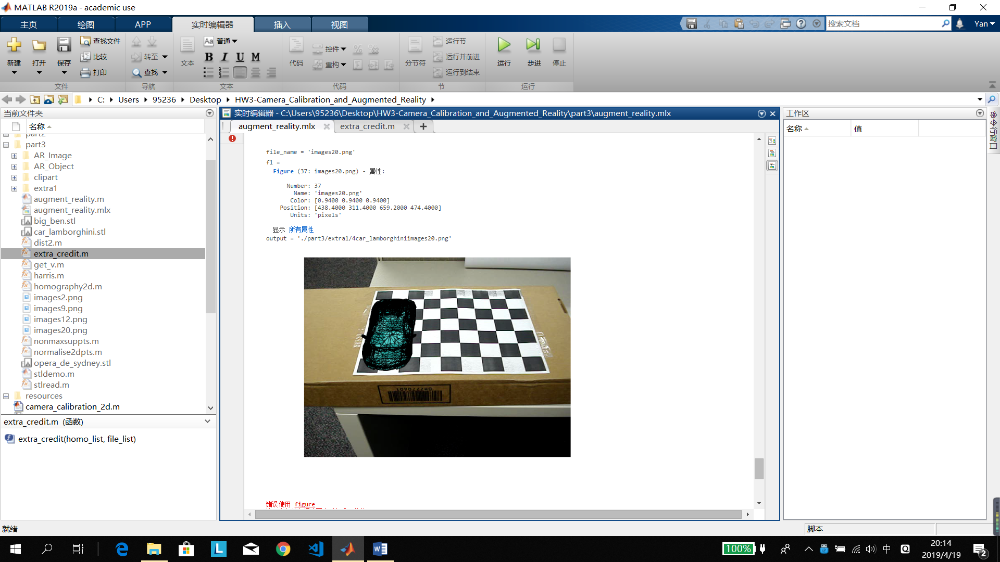 MATLAB R2019a - academic use
主页 绘图 APP 实时编辑器 插入 视图
搜索文档
Yan
新建 打开 保存
查找文件
比较
打印
转至
查找
文本
Aa 普通
B I U M
代码
控件
重构
分节符
运行节
运行并前进
运行到结束
运行 步进 停止
文件 导航 文本 代码 节 运行
C: Users 95236 Desktop HW3-Camera_Calibration_and_Augmented_Reality
当前文件夹
名称
part2
part3
AR_Image
AR_Object
clipart
extra1
augment_reality.m
augment_reality.mlx
big_ben.stl
car_lamborghini.stl
dist2.m
extra_credit.m
get_v.m
harris.m
homography2d.m
images2.png
images9.png
images12.png
images20.png
nonmaxsuppts.m
normalise2dpts.m
opera_de_sydney.stl
stldemo.m
stlread.m
resources
camera_calibration_2d.m
extra_credit.m (函数)
extra_credit(homo_list, file_list)
实时编辑器 - C:\Users\95236\Desktop\HW3-Camera_Calibration_and_Augmented_Reality\part3\augment_reality.mlx
augment_reality.mlx
extra_credit.m
file_name = 'images20.png'
f1 =
Figure (37: images20.png) - 属性:
Number: 37
Name: 'images20.png'
Color: [0.9400 0.9400 0.9400]
Position: [438.4000 311.4000 659.2000 474.4000]
Units: 'pixels'
显示 所有属性
output = './part3/extra1/4car_lamborghiniimages20.png'
错误使用 figure
工作区
名称 值
命令行窗口
就绪
脚本
100%
中
20:14
2019/4/19
2